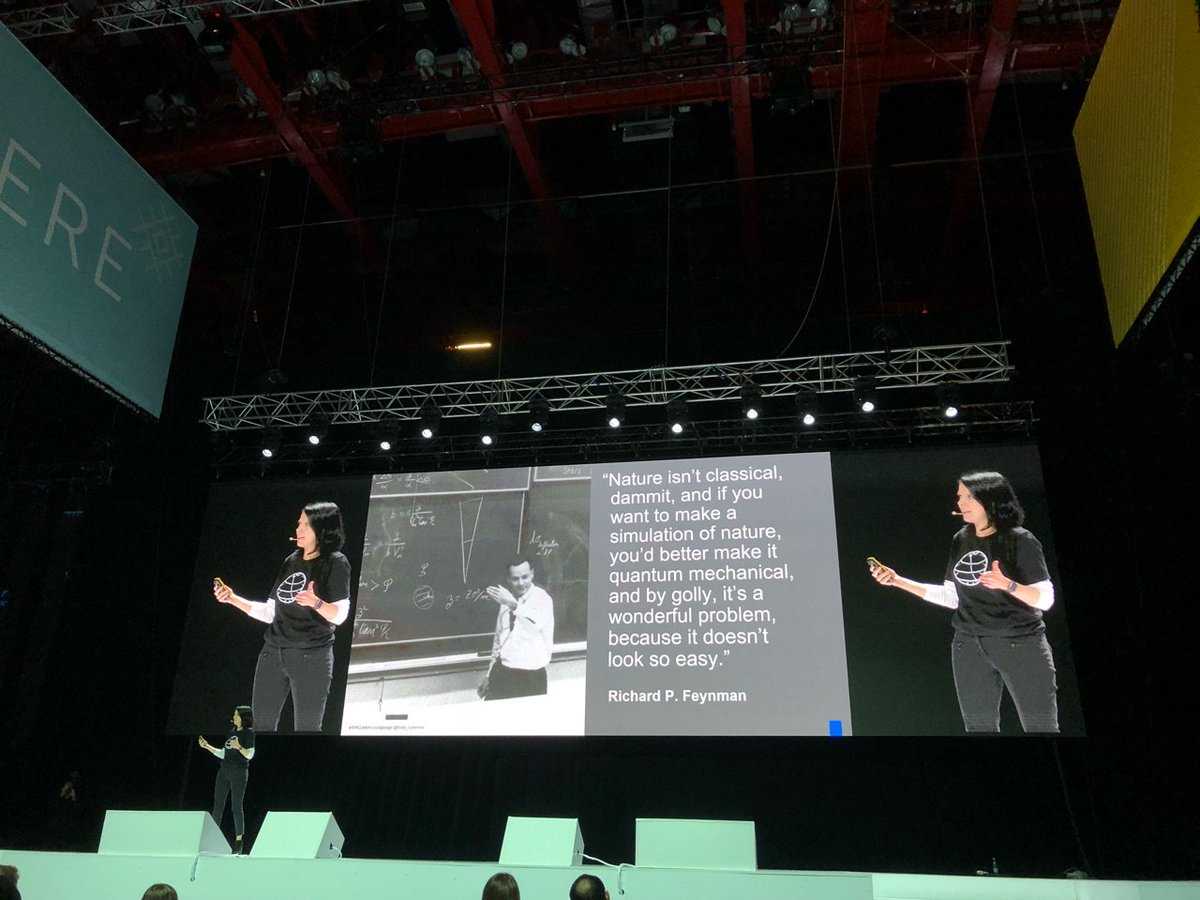 ERE
“Nature isn’t classical,
dammit, and if you
want to make a
simulation of nature,
you’d better make it
quantum mechanical,
and by golly, it’s a
wonderful problem,
because it doesn’t
look so easy.”
Richard P. Feynman